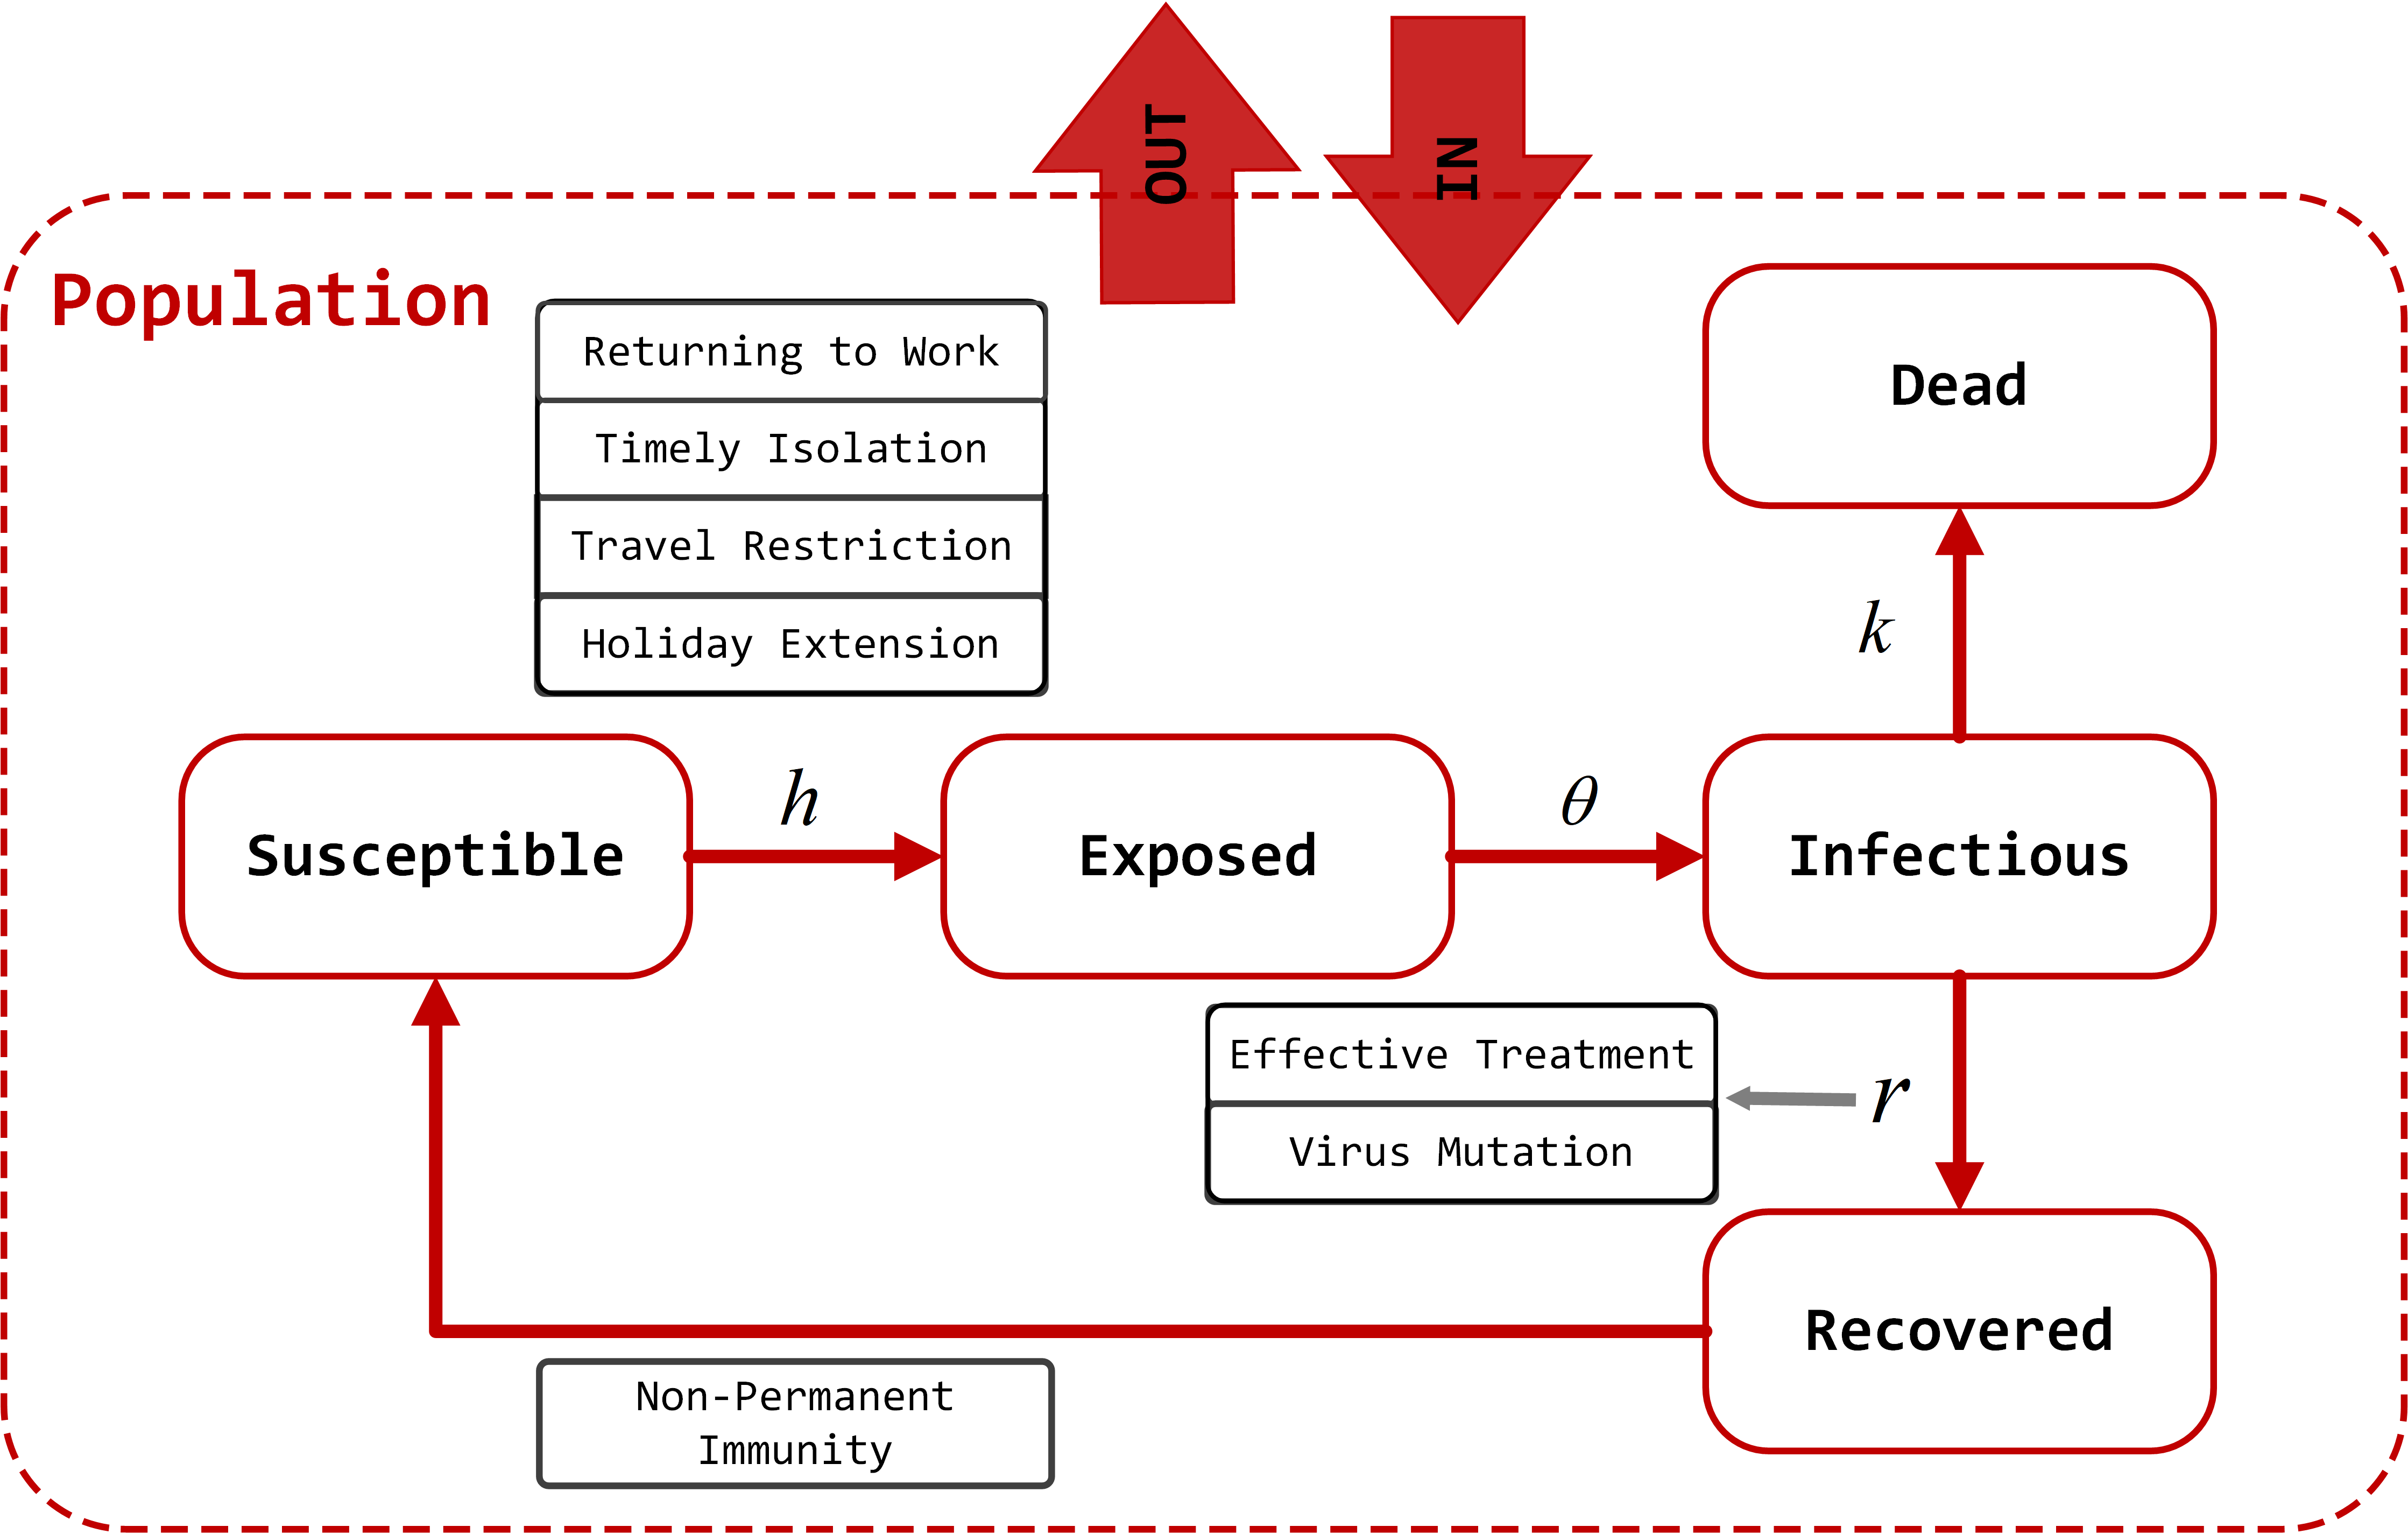 OUT
IN
Population
Returning to Work
Timely Isolation
Travel Restriction
Holiday Extension
Dead
k
Susceptible
h
Exposed
θ
Infectious
Effective Treatment
Virus Mutation
r
Recovered
Non-Permanent
Immunity